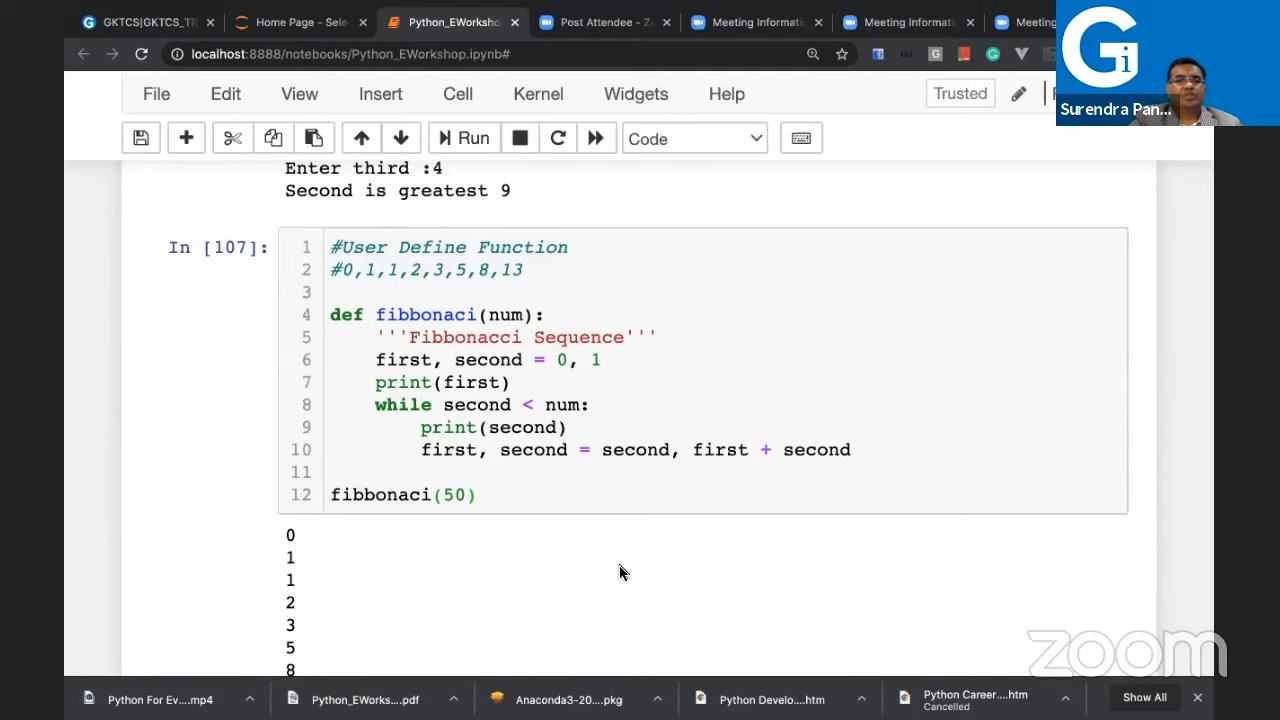 GKTCS|GKTCS_TR
Home Page - Sele
Python_EWorksho
Post Attendee - Z
Meeting Informati
Meeting Informati
Meeting
localhost:8888/notebooks/Python_EWorkshop.ipynb#
Gi
Surendra Pan...
File Edit View Insert Cell Kernel Widgets Help Trusted
Run Code
Enter third :4
Second is greatest 9
In [107]:
1 #User Define Function
2 #0,1,1,2,3,5,8,13
3
4 def fibbonaci(num):
5 '''Fibbonacci Sequence'''
6 first, second = 0, 1
7 print(first)
8 while second < num:
9 print(second)
10 first, second = second, first + second
11
12 fibbonaci(50)
0
1
1
2
3
5
8
zoom
Python For Ev....mp4
Python_EWorks....pdf
Anaconda3-20....pkg
Python Develo....htm
Python Career....htm
Cancelled
Show All